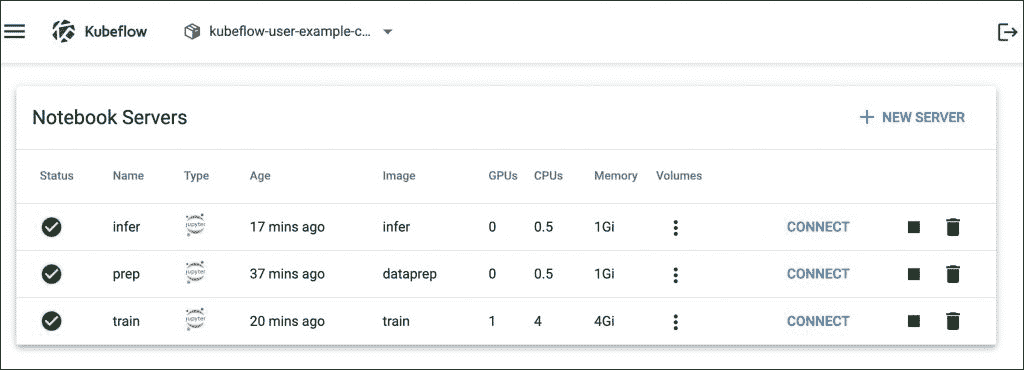 Kubeflow kubeflow-user-example-c...
Notebook Servers + NEW SERVER
Status Name Type Age Image GPUs CPUs Memory Volumes
infer jupyter 17 mins ago infer 0 0.5 1Gi CONNECT
prep jupyter 37 mins ago dataprep 0 0.5 1Gi CONNECT
train jupyter 20 mins ago train 1 4 4Gi CONNECT